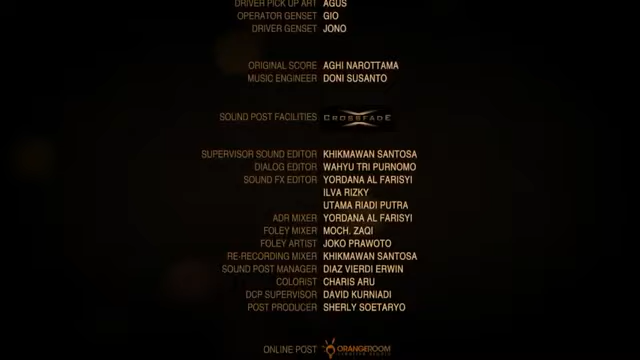 DRIVER PICK UP ART AGUS
OPERATOR GENSET GIO
DRIVER GENSET JONO
ORIGINAL SCORE AGHI NAROTTAMA
MUSIC ENGINEER DONI SUSANTO
SOUND POST FACILITIES CROSSFADE
SUPERVISOR SOUND EDITOR KHIKMAWAN SANTOSA
DIALOG EDITOR WAHYU TRI PURNOMO
SOUND FX EDITOR YORDANA AL FARISYI
ILVA RIZKY
UTAMA RIADI PUTRA
ADR MIXER YORDANA AL FARISYI
FOLEY MIXER MOCH. ZAQI
FOLEY ARTIST JOKO PRAWOTO
RE-RECORDING MIXER KHIKMAWAN SANTOSA
SOUND POST MANAGER DIAZ VIERDI ERWIN
COLORIST CHARIS ARU
DCP SUPERVISOR DAVID KURNIADI
POST PRODUCER SHERLY SOETARYO
ONLINE POST ORANGEROOM